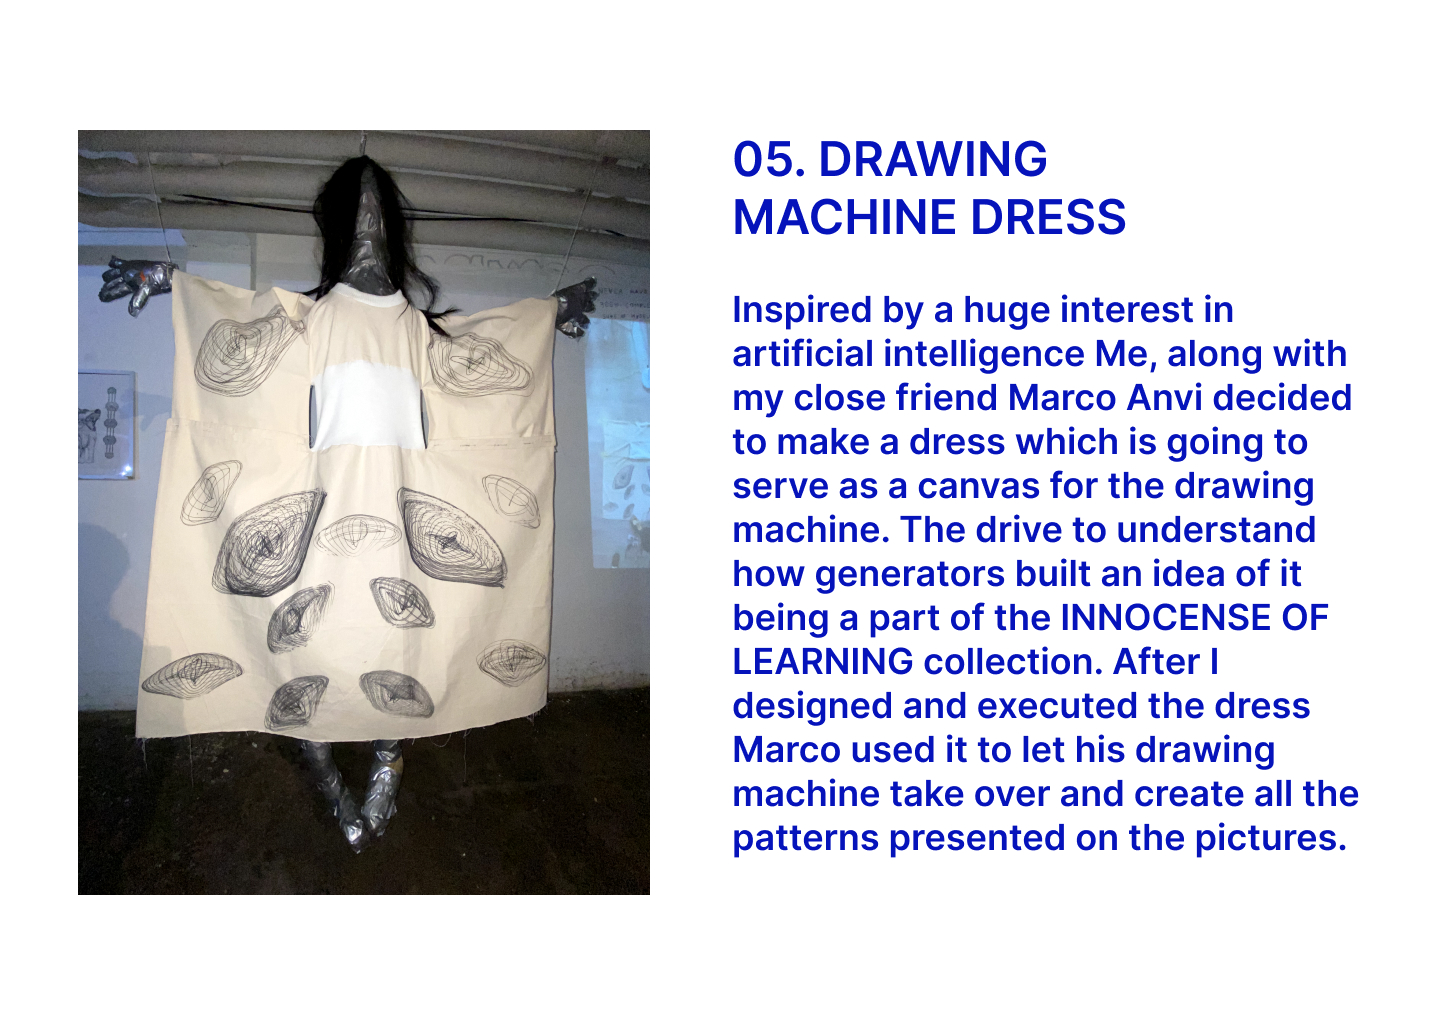 05. DRAWING
MACHINE DRESS
Inspired by a huge interest in
artificial intelligence Me, along with
my close friend Marco Anvi decided
to make a dress which is going to
serve as a canvas for the drawing
machine. The drive to understand
how generators built an idea of it
being a part of the INNOCENSE OF
LEARNING collection. After I
designed and executed the dress
Marco used it to let his drawing
machine take over and create all the
patterns presented on the pictures.